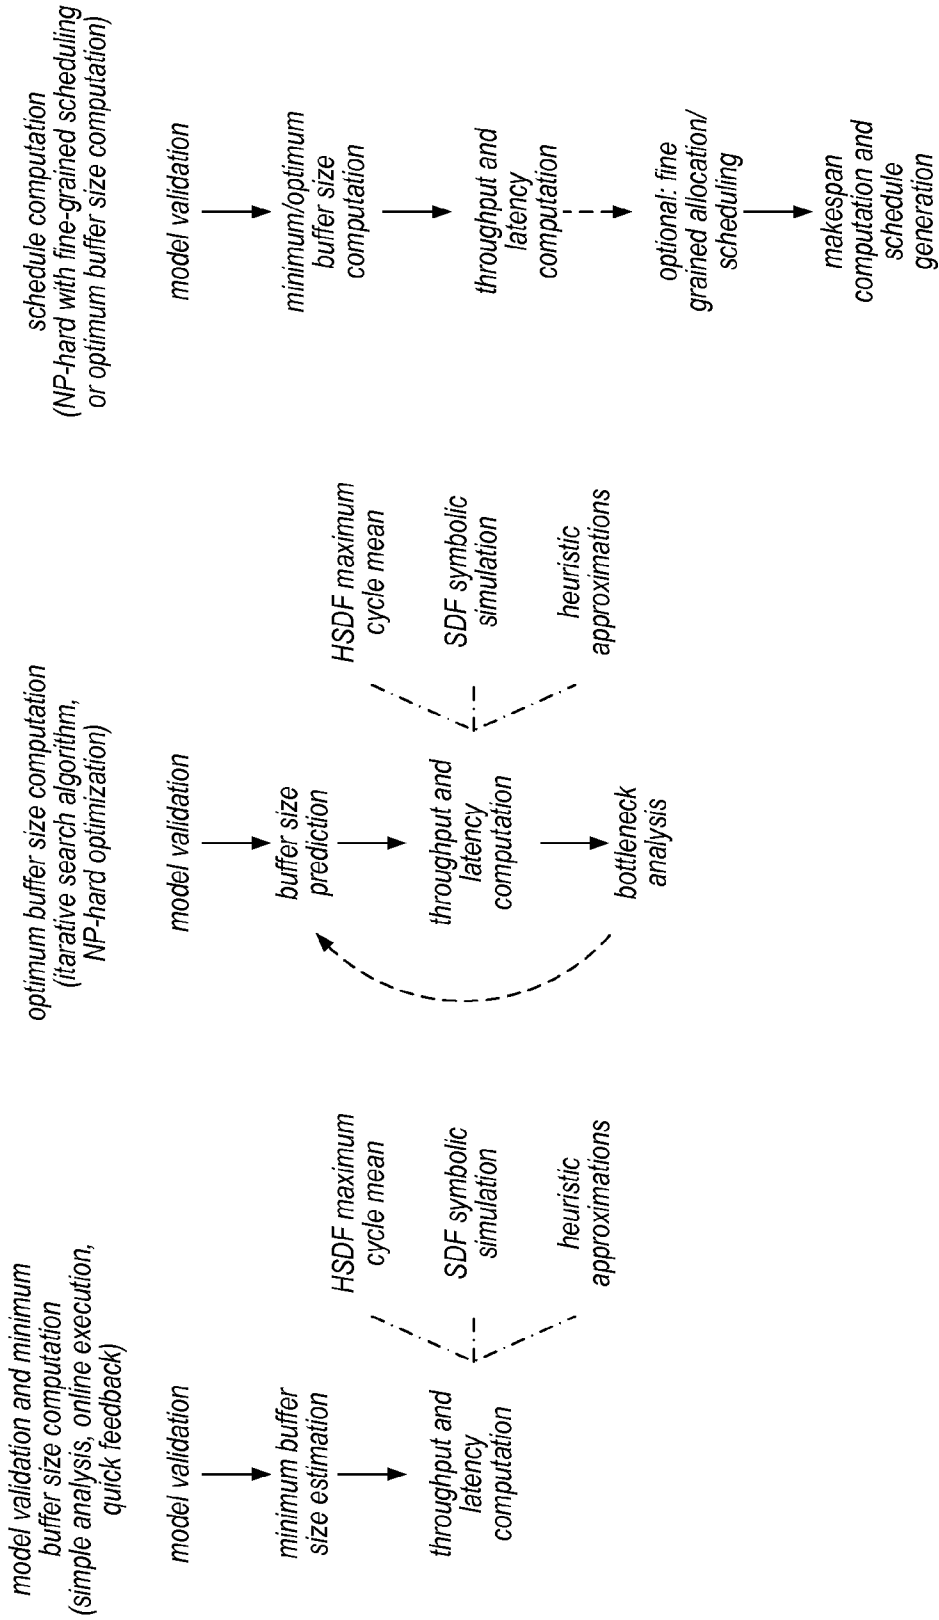 model validation and minimum
buffer size computation
(simple analysis, online execution,
quick feedback)
model validation
minimum buffer
size estimation
throughput and
latency
computation
HSDF maximum
cycle mean
SDF symbolic
simulation
heuristic
approximations
optimum buffer size computation
(itarative search algorithm,
NP-hard optimization)
model validation
buffer size
prediction
throughput and
latency
computation
bottleneck
analysis
HSDF maximum
cycle mean
SDF symbolic
simulation
heuristic
approximations
schedule computation
(NP-hard with fine-grained scheduling
or optimum buffer size computation)
model validation
minimum/optimum
buffer size
computation
throughput and
latency
computation
optional: fine
grained allocation/
scheduling
makespan
computation and
schedule
generation